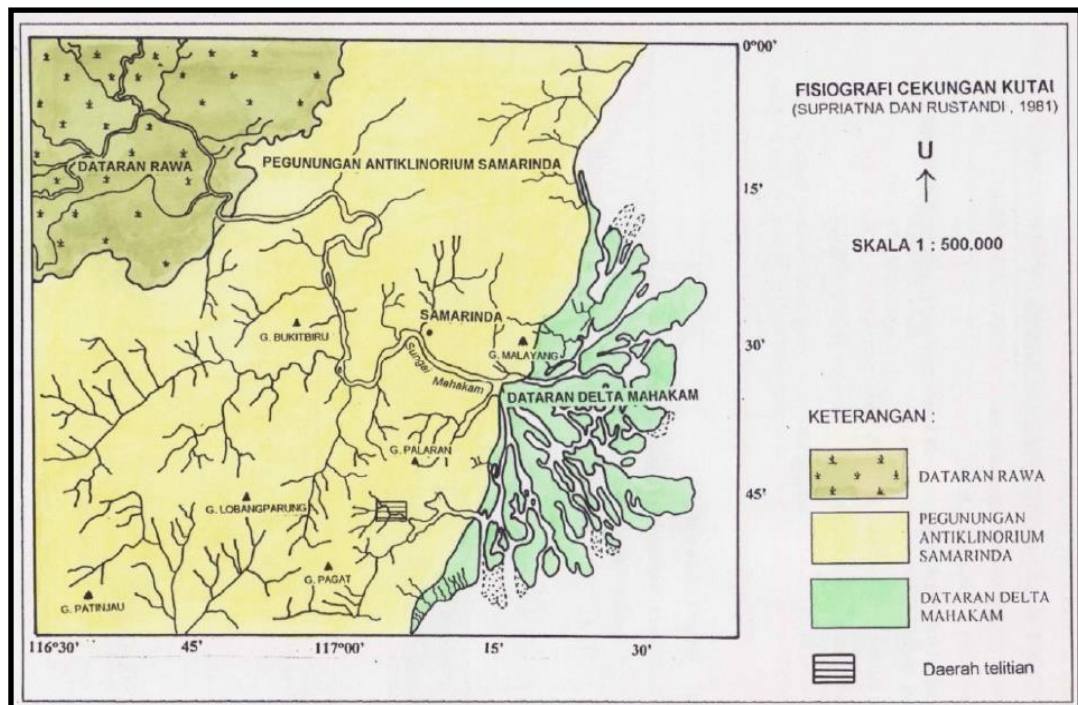 FISIOGRAFI CEKUNGAN KUTAI
(SUPRIATNA DAN RUSTANDI , 1981)
U
SKALA 1 : 500.000
0°00'
15'
30'
45'
DATARAN RAWA
PEGUNUNGAN ANTIKLINORIUM SAMARINDA
SAMARINDA
G. BUKITBIRU
G. MALAYANG
Sungai
Mahakam
DATARAN DELTA MAHAKAM
G. PALARAN
G. LOBANGPARUNG
G. PAGAT
G. PATINJAU
116°30'
45'
117°00'
15'
30'
KETERANGAN :
DATARAN RAWA
PEGUNUNGAN
ANTIKLINORIUM
SAMARINDA
DATARAN DELTA
MAHAKAM
Daerah telitian